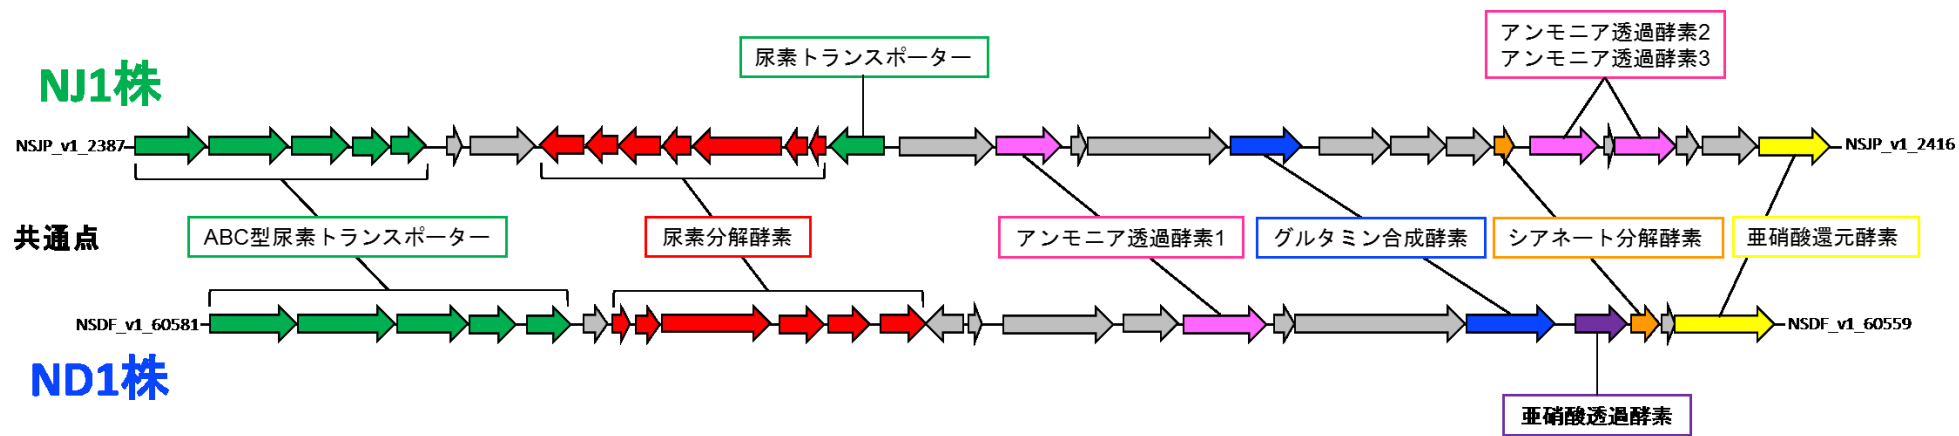 アンモニア透過酵素2
アンモニア透過酵素3
尿素トランスポーター
NJ1株
NSJP_v1_2387
NSJP_v1_2416
共通点
ABC型尿素トランスポーター
尿素分解酵素
アンモニア透過酵素1
グルタミン合成酵素
シアネート分解酵素
亜硝酸還元酵素
NSDF_v1_60581
NSDF_v1_60559
ND1株
亜硝酸透過酵素